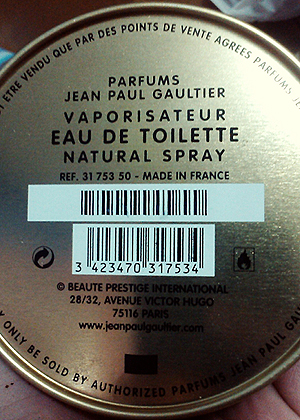 ETRE VENDU QUE PAR DES POINTS DE VENTE AGREES PARFUMS
PARFUMS
JEAN PAUL GAULTIER
VAPORISATEUR
EAU DE TOILETTE
NATURAL SPRAY
REF. 31 753 50 - MADE IN FRANCE
3 423470 317534
© BEAUTE PRESTIGE INTERNATIONAL
28/32, AVENUE VICTOR HUGO
75116 PARIS
www.jeanpaulgaultier.com
ONLY BE SOLD BY AUTHORIZED PARFUMS JEAN PAUL